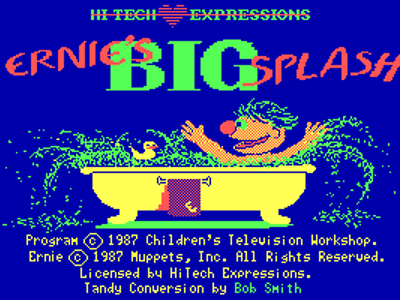 HI TECH EXPRESSIONS
ERNIE'S BIG SPLASH
Program © 1987 Children's Television Workshop.
Ernie © 1987 Muppets, Inc. All Rights Reserved.
Licensed by HiTech Expressions.
Tandy Conversion by Bob Smith